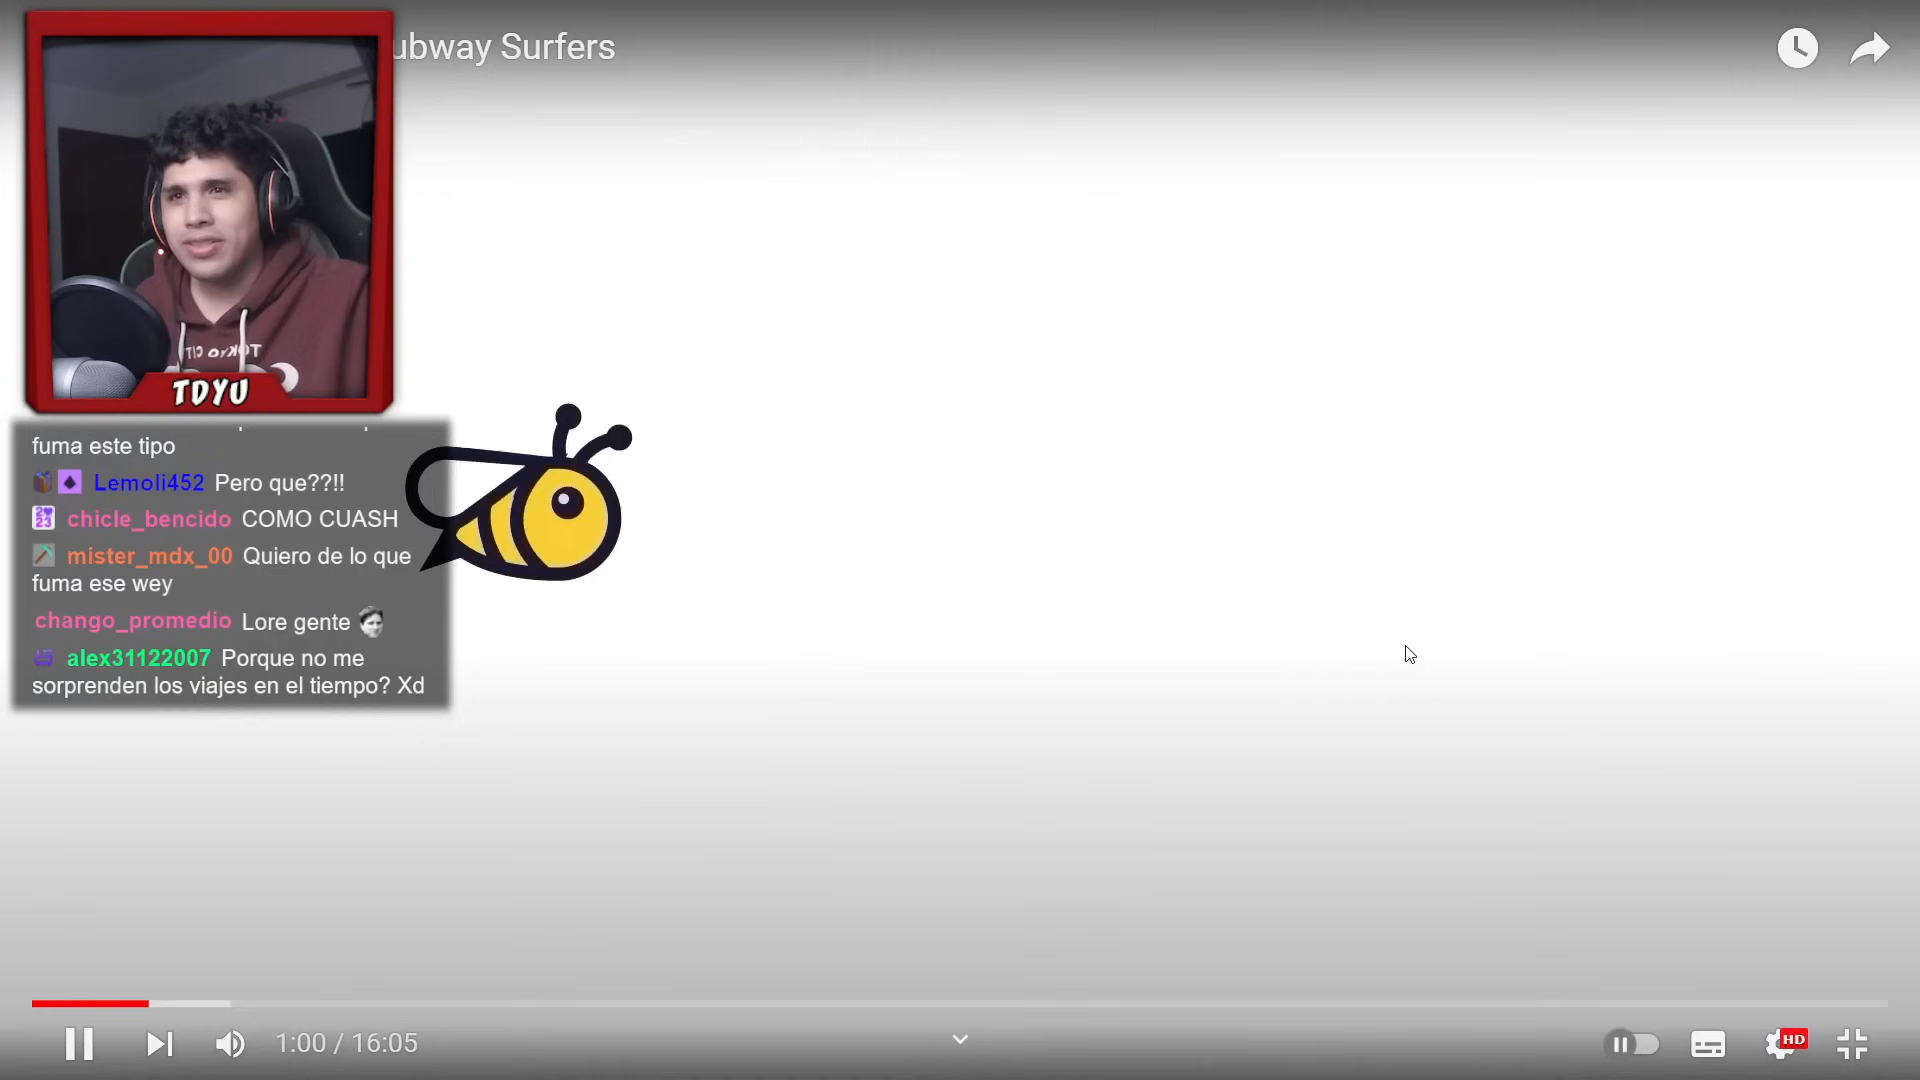 ubway Surfers
TOKYO CIT
TDYU
fuma este tipo
Lemoli452 Pero que??!!
chicle_bencido COMO CUASH
mister_mdx_00 Quiero de lo que
fuma ese wey
chango_promedio Lore gente
alex31122007 Porque no me
sorprenden los viajes en el tiempo? Xd
1:00 / 16:05
HD